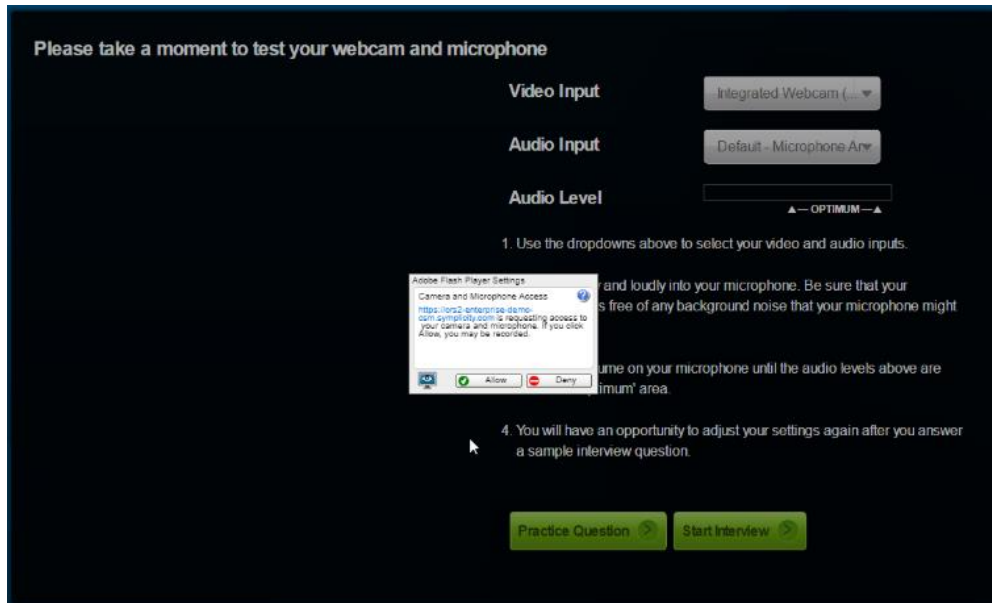 Please take a moment to test your webcam and microphone
Video Input
Integrated Webcam (...
Audio Input
Default - Microphone Arr
Audio Level
▲— OPTIMUM —▲
1. Use the dropdowns above to select your video and audio inputs.
and loudly into your microphone. Be sure that your
s free of any background noise that your microphone might
ume on your microphone until the audio levels above are
imum' area.
4. You will have an opportunity to adjust your settings again after you answer
a sample interview question.
Adobe Flash Player Settings
Camera and Microphone Access
https://lors2-enterprise-demo-
csm.symplicity.com is requesting access to
your camera and microphone. If you click
Allow, you may be recorded.
Allow
Deny
Practice Question
Start Interview